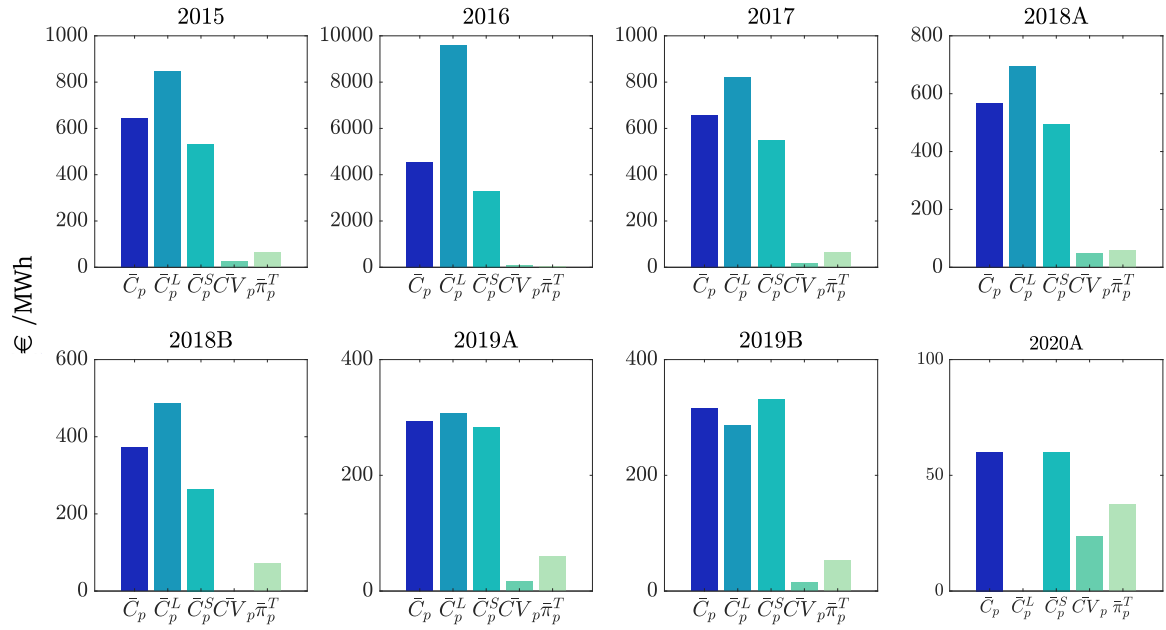 2015
1000
800
600
400
200
0
C̄ₚ C̄ₚᴸ C̄ₚˢ C̄Vₚ π̄ₚᵀ
2016
10000
8000
6000
4000
2000
0
C̄ₚ C̄ₚᴸ C̄ₚˢ C̄Vₚ π̄ₚᵀ
2017
1000
800
600
400
200
0
C̄ₚ C̄ₚᴸ C̄ₚˢ C̄Vₚ π̄ₚᵀ
2018A
800
600
400
200
0
C̄ₚ C̄ₚᴸ C̄ₚˢ C̄Vₚ π̄ₚᵀ
€ /MWh
2018B
600
400
200
0
C̄ₚ C̄ₚᴸ C̄ₚˢ C̄Vₚ π̄ₚᵀ
2019A
400
200
0
C̄ₚ C̄ₚᴸ C̄ₚˢ C̄Vₚ π̄ₚᵀ
2019B
400
200
0
C̄ₚ C̄ₚᴸ C̄ₚˢ C̄Vₚ π̄ₚᵀ
2020A
100
50
0
C̄ₚ C̄ₚᴸ C̄ₚˢ C̄Vₚ π̄ₚᵀ